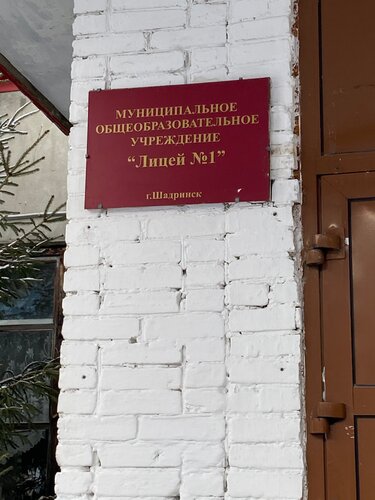 МУНИЦИПАЛЬНОЕ
ОБЩЕОБРАЗОВАТЕЛЬНОЕ
УЧРЕЖДЕНИЕ
“Лицей №1”
г.Шадринск